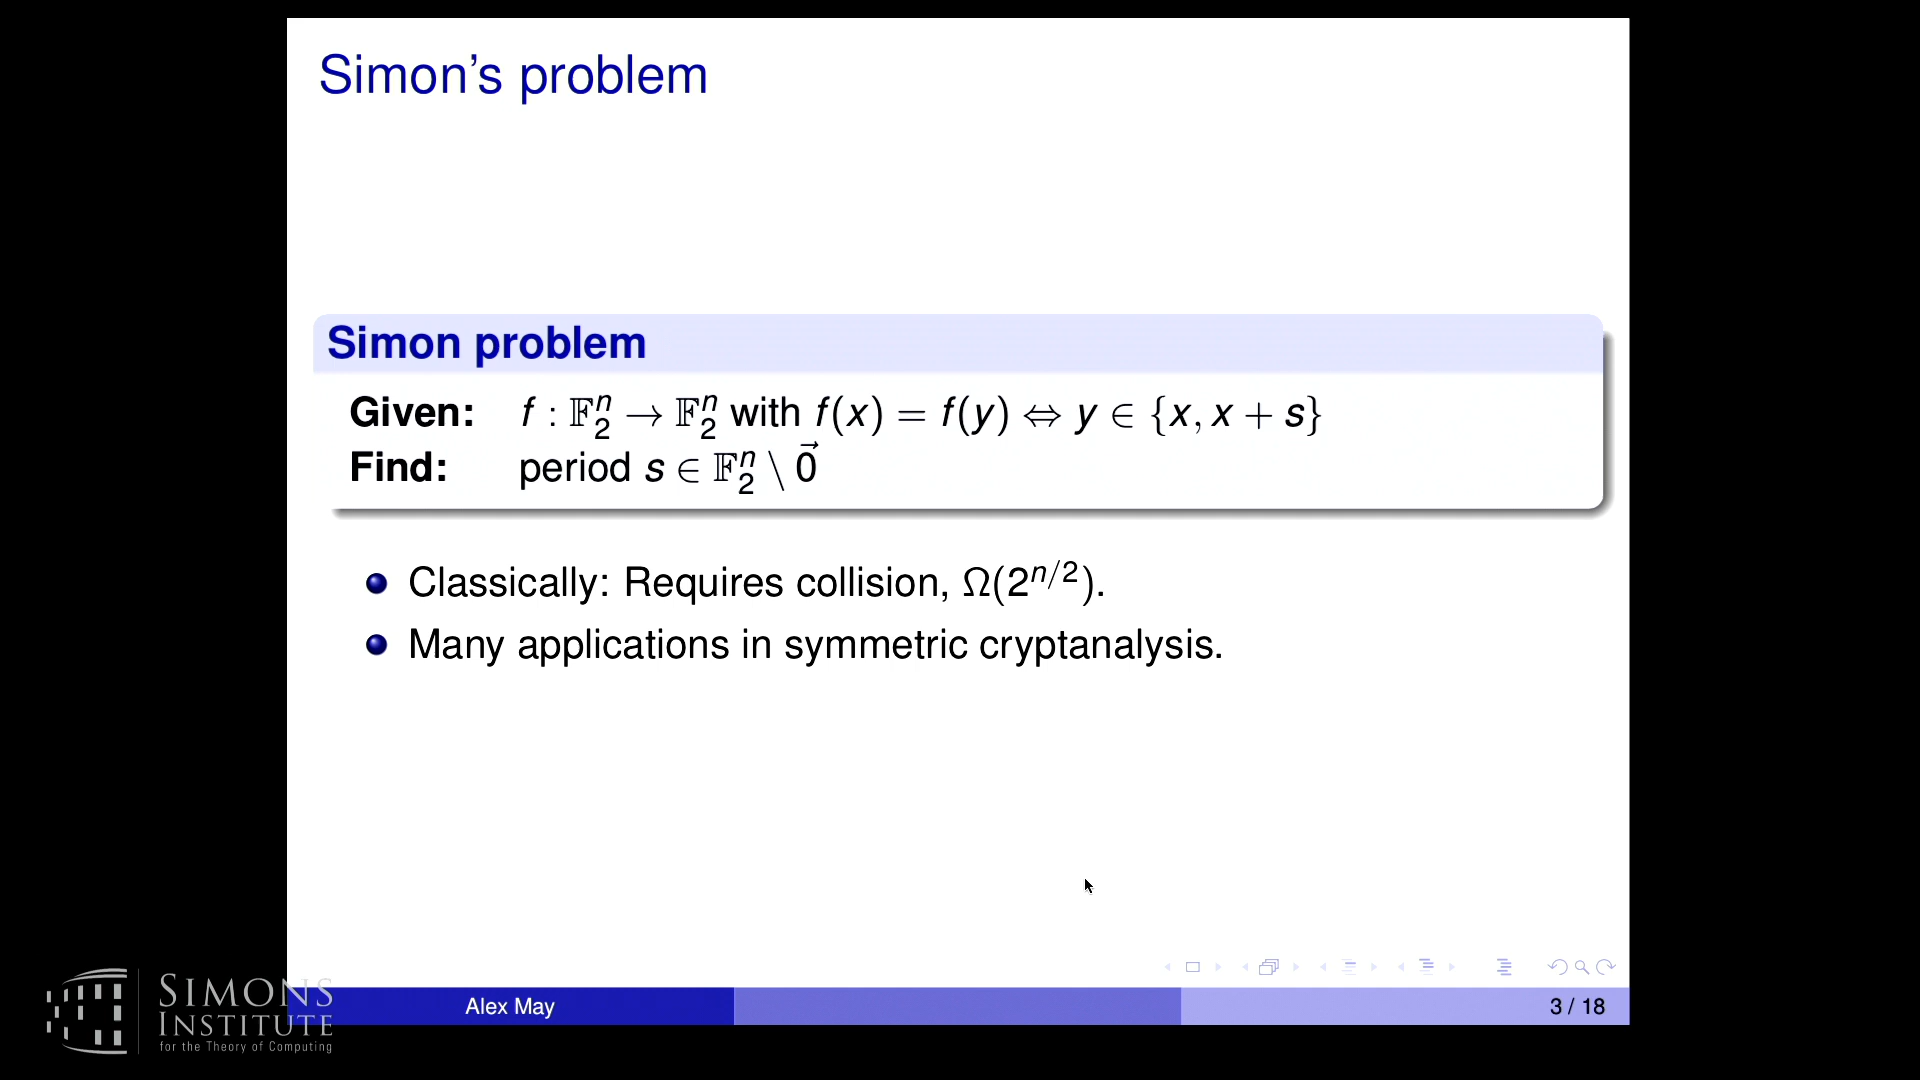 Simon's problem
Simon problem
Given: f : 𝔽₂ⁿ → 𝔽₂ⁿ with f(x) = f(y) ⇔ y ∈ {x, x + s}
Find: period s ∈ 𝔽₂ⁿ \ 0⃗
Classically: Requires collision, Ω(2^{n/2}).
Many applications in symmetric cryptanalysis.
SIMONS
INSTITUTE
for the Theory of Computing
Alex May
3 / 18